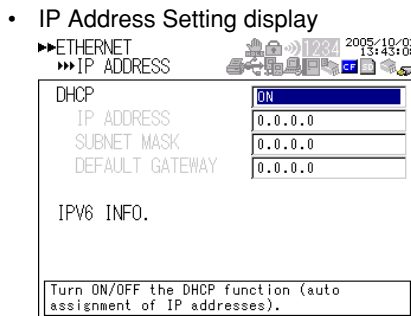 • IP Address Setting display
▸▸ETHERNET
▸▸▸IP ADDRESS
1234
2005/10/0
13:43:0
CF
DHCP ON
IP ADDRESS 0.0.0.0
SUBNET MASK 0.0.0.0
DEFAULT GATEWAY 0.0.0.0
IPV6 INFO.
Turn ON/OFF the DHCP function (auto
assignment of IP addresses).